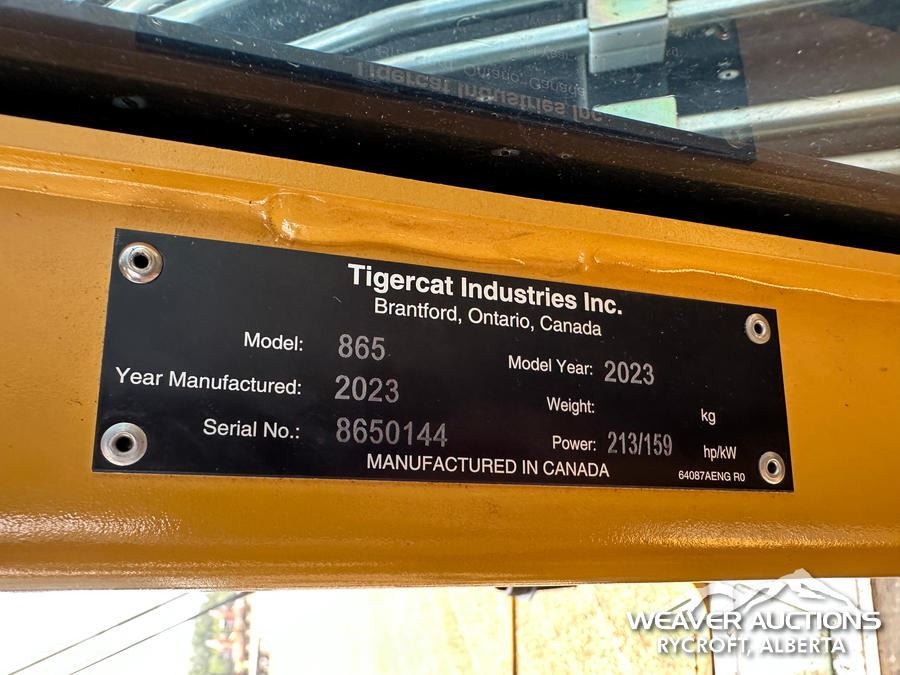 Tigercat Industries Inc.
Brantford, Ontario, Canada
Model: 865
Model Year: 2023
Year Manufactured: 2023
Weight: kg
Serial No.: 8650144
Power: 213/159 hp/kW
MANUFACTURED IN CANADA
64087AENG R0
WEAVER AUCTIONS
RYCROFT, ALBERTA